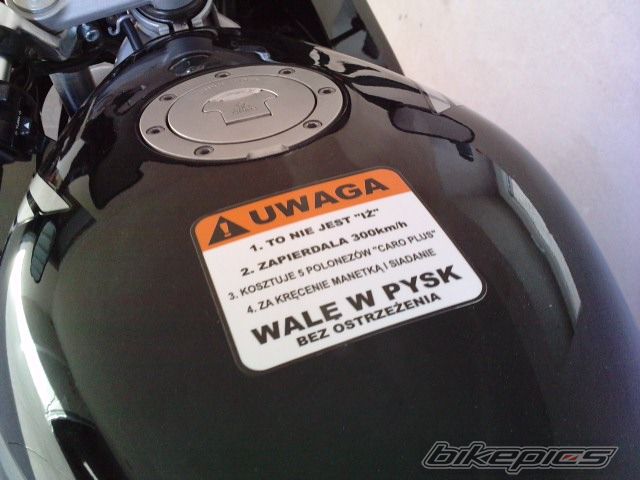 UWAGA
1. TO NIE JEST "IŻ"
2. ZAPIERDALA 300km/h
3. KOSZTUJE 5 POLONEZÓW "CARO PLUS"
4. ZA KRĘCENIE MANETKĄ I SIADANIE
WALĘ W PYSK
BEZ OSTRZEŻENIA
bikepics